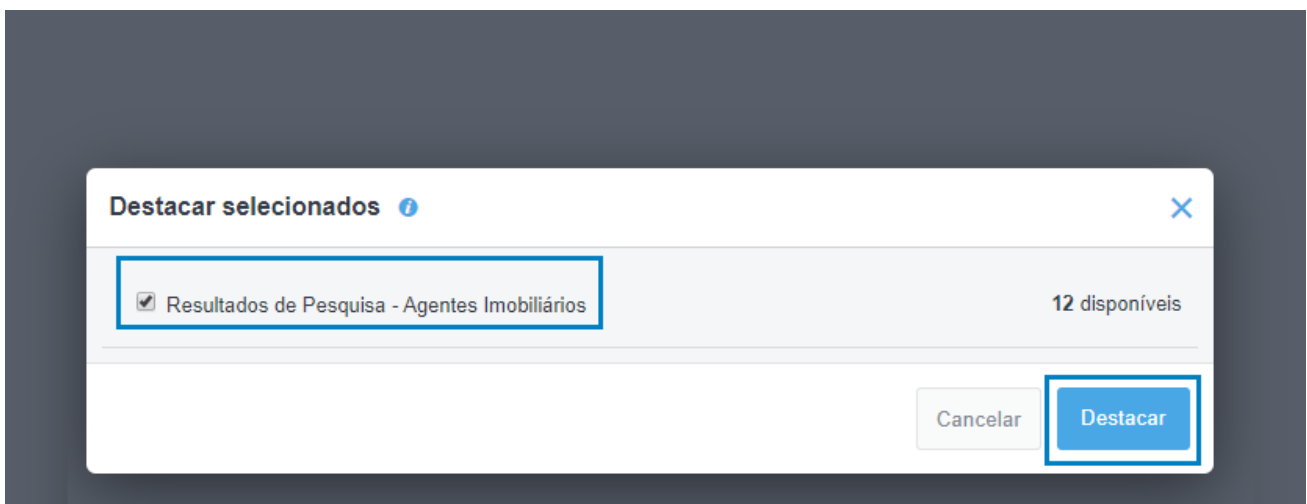 Destacar selecionados
Resultados de Pesquisa - Agentes Imobiliários
12 disponíveis
Cancelar
Destacar